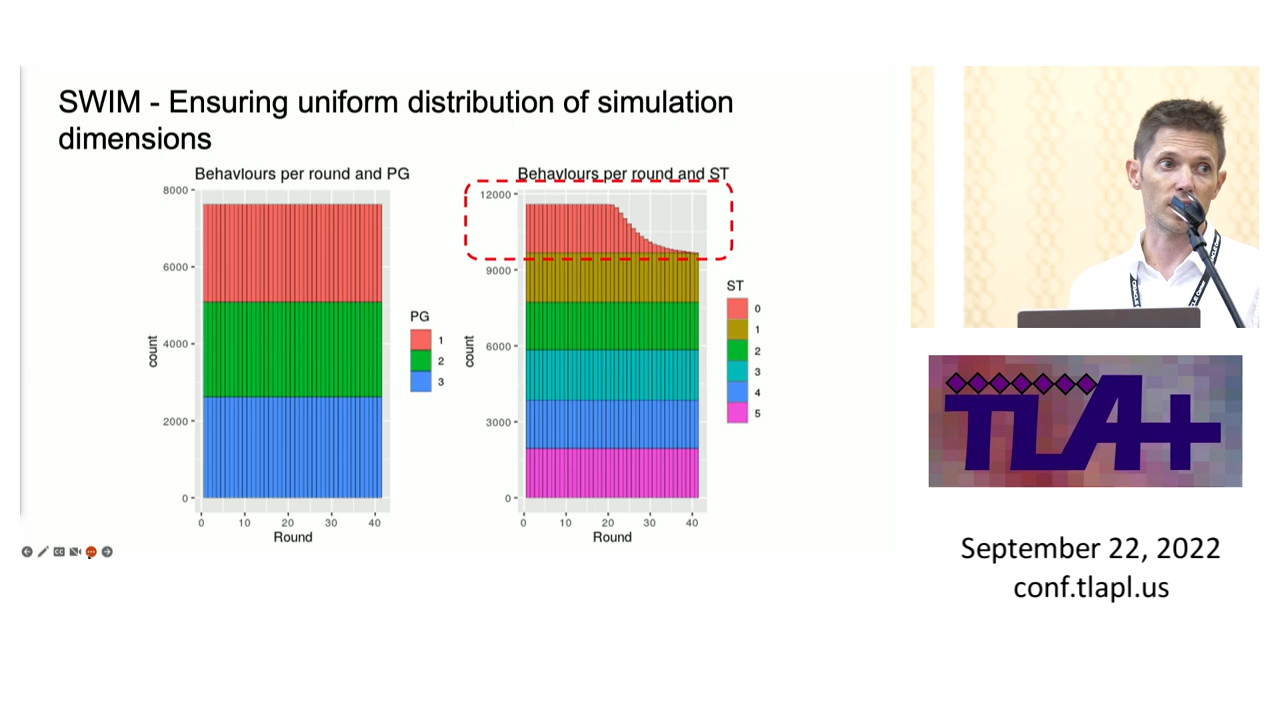 SWIM - Ensuring uniform distribution of simulation
dimensions
Behaviours per round and PG
8000
6000
4000
2000
0
count
0 10 20 30 40
Round
PG
1
2
3
Behaviours per round and ST
12000
9000
6000
3000
0
count
0 10 20 30 40
Round
ST
0
1
2
3
4
5
CC
TLA+
September 22, 2022
conf.tlapl.us